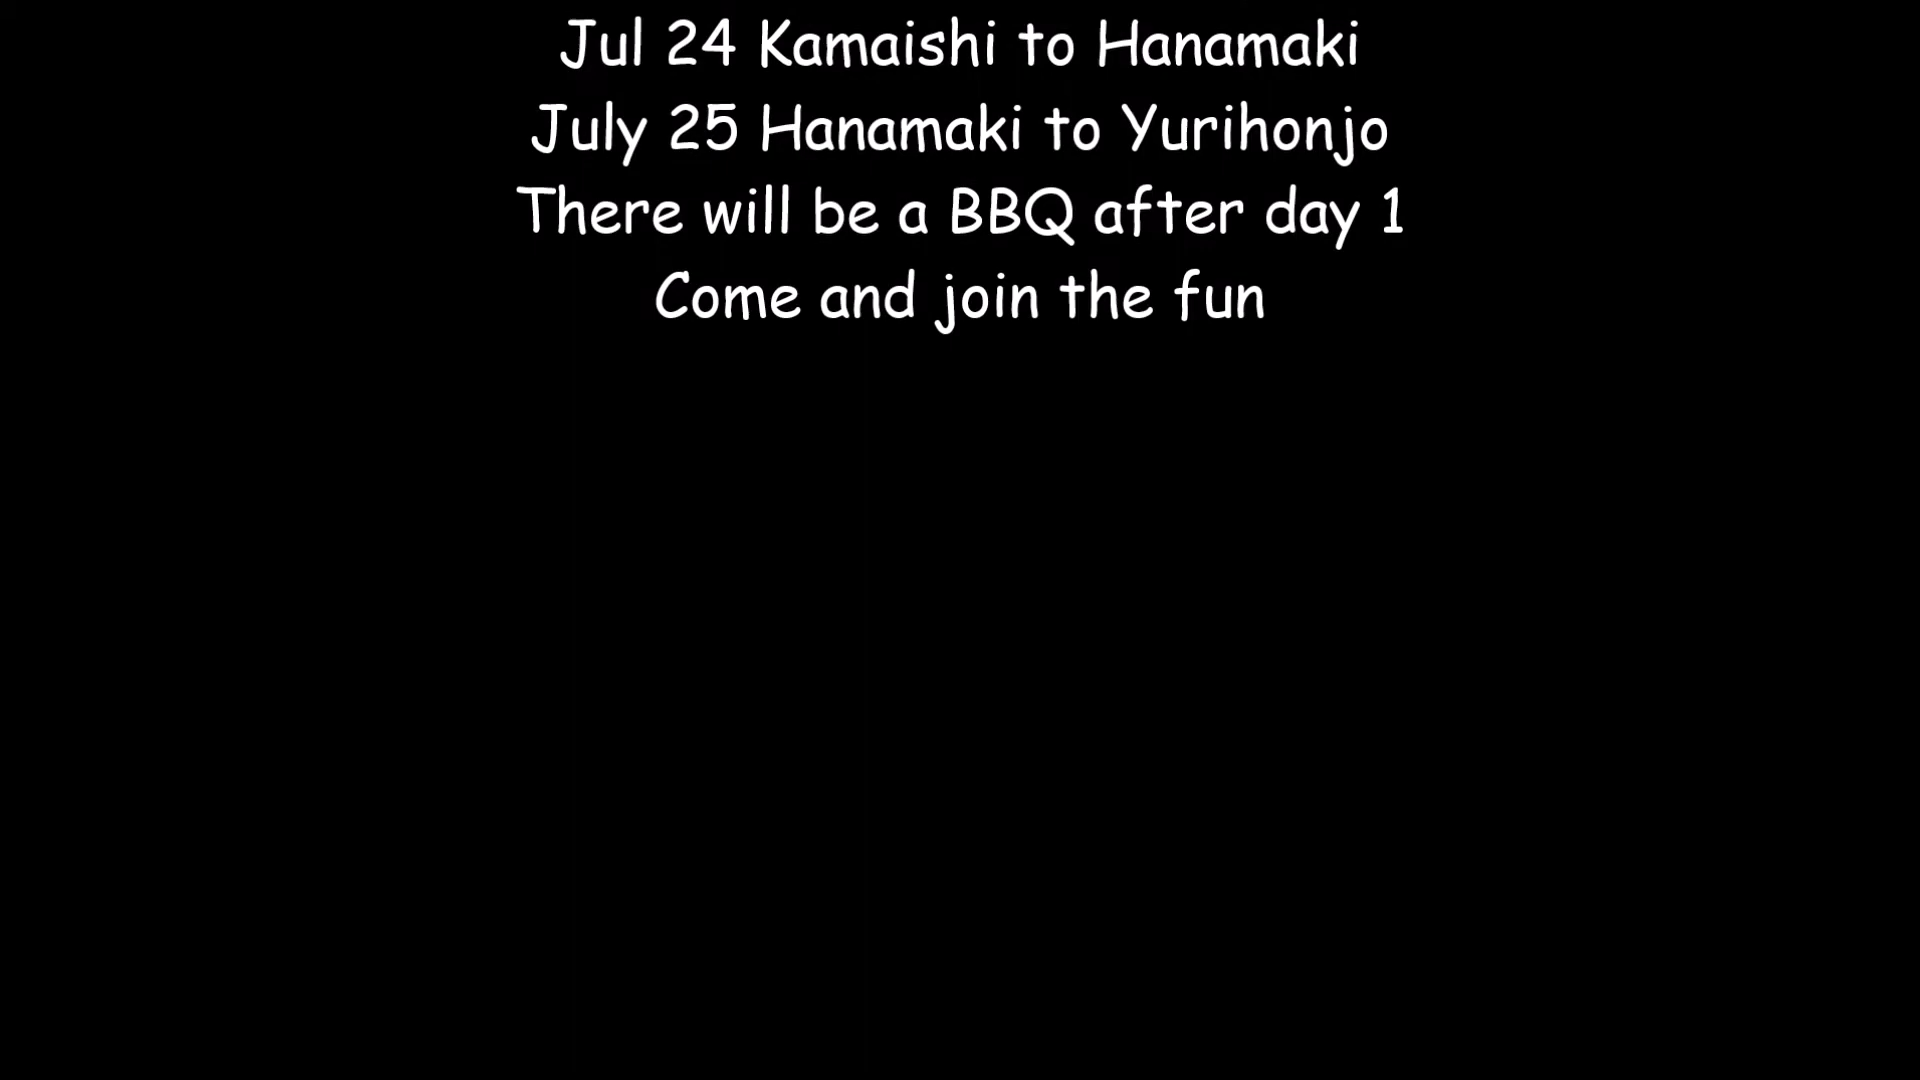 Jul 24 Kamaishi to Hanamaki
July 25 Hanamaki to Yurihonjo
There will be a BBQ after day 1
Come and join the fun